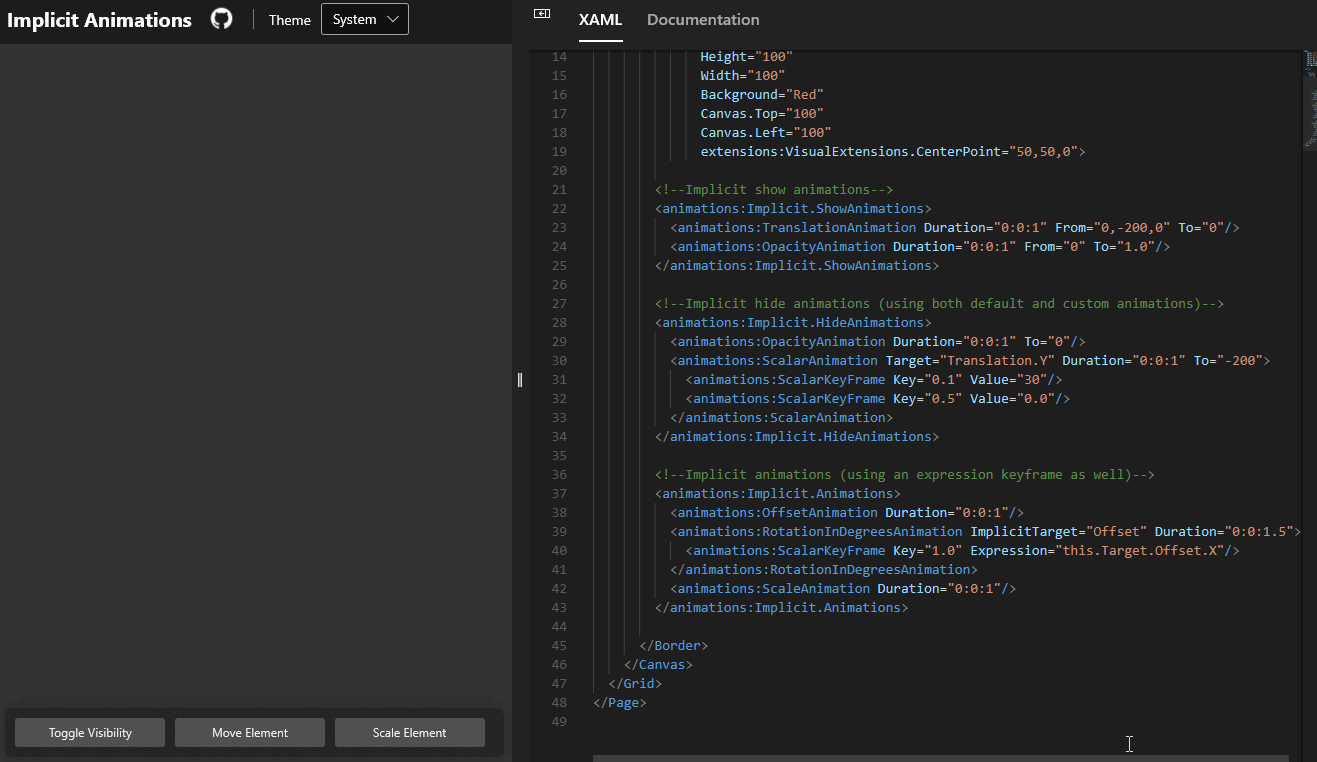 Implicit Animations Theme System
XAML Documentation
14 Height="100"
15 Width="100"
16 Background="Red"
17 Canvas.Top="100"
18 Canvas.Left="100"
19 extensions:VisualExtensions.CenterPoint="50,50,0">
20
21 <!--Implicit show animations-->
22 <animations:Implicit.ShowAnimations>
23 <animations:TranslationAnimation Duration="0:0:1" From="0,-200,0" To="0"/>
24 <animations:OpacityAnimation Duration="0:0:1" From="0" To="1.0"/>
25 </animations:Implicit.ShowAnimations>
26
27 <!--Implicit hide animations (using both default and custom animations)-->
28 <animations:Implicit.HideAnimations>
29 <animations:OpacityAnimation Duration="0:0:1" To="0"/>
30 <animations:ScalarAnimation Target="Translation.Y" Duration="0:0:1" To="-200">
31 <animations:ScalarKeyFrame Key="0.1" Value="30"/>
32 <animations:ScalarKeyFrame Key="0.5" Value="0.0"/>
33 </animations:ScalarAnimation>
34 </animations:Implicit.HideAnimations>
35
36 <!--Implicit animations (using an expression keyframe as well)-->
37 <animations:Implicit.Animations>
38 <animations:OffsetAnimation Duration="0:0:1"/>
39 <animations:RotationInDegreesAnimation ImplicitTarget="Offset" Duration="0:0:1.5">
40 <animations:ScalarKeyFrame Key="1.0" Expression="this.Target.Offset.X"/>
41 </animations:RotationInDegreesAnimation>
42 <animations:ScaleAnimation Duration="0:0:1"/>
43 </animations:Implicit.Animations>
44
45 </Border>
46 </Canvas>
47 </Grid>
48 </Page>
49
Toggle Visibility Move Element Scale Element